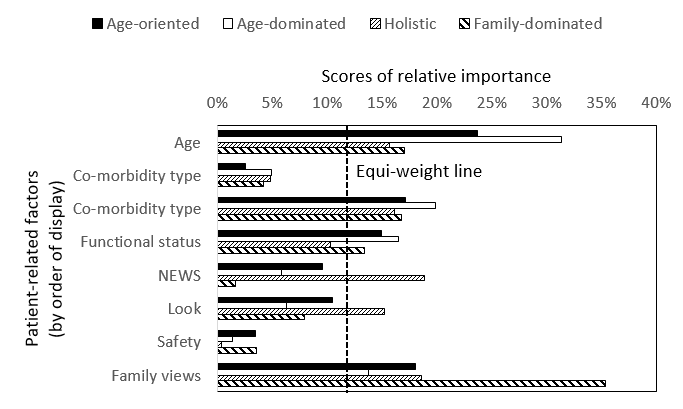 Age-oriented Age-dominated Holistic Family-dominated
Scores of relative importance
0% 5% 10% 15% 20% 25% 30% 35% 40%
Patient-related factors
(by order of display)
Age
Co-morbidity type
Equi-weight line
Co-morbidity type
Functional status
NEWS
Look
Safety
Family views